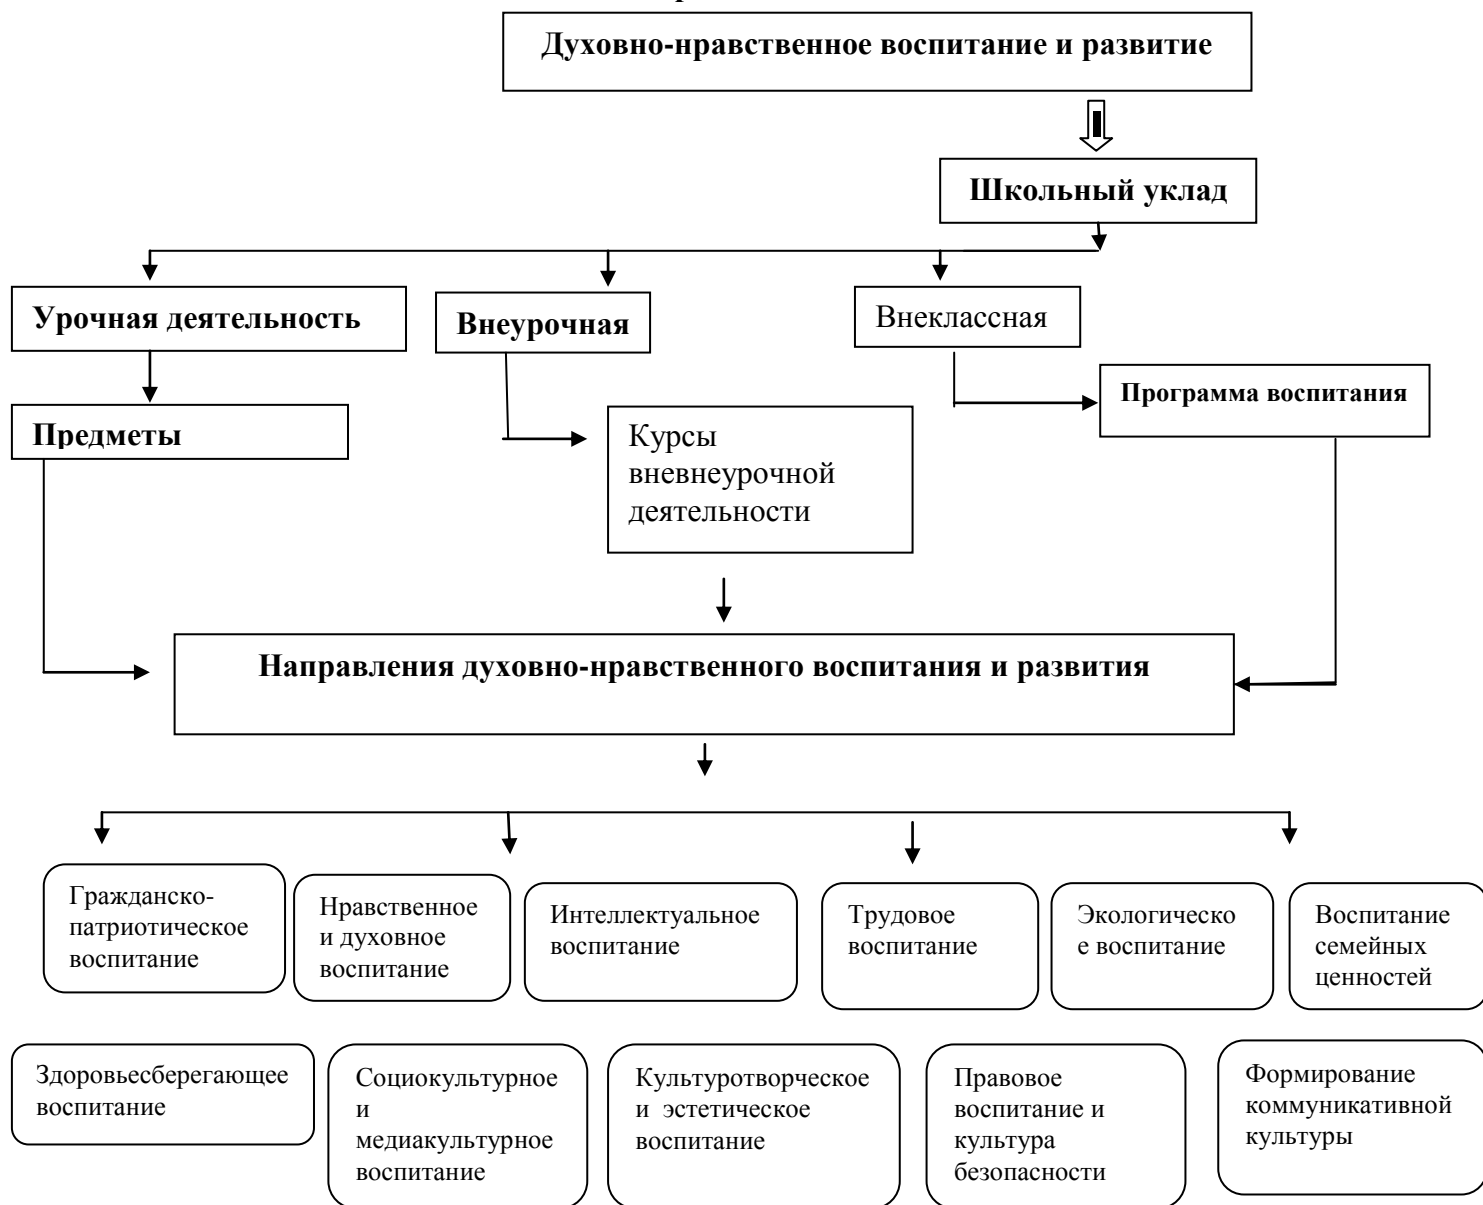 Духовно-нравственное воспитание и развитие
Школьный уклад
Урочная деятельность
Внеурочная
Внеклассная
Программа воспитания
Предметы
Курсы
вневнеурочной
деятельности
Направления духовно-нравственного воспитания и развития
Гражданско-
патриотическое
воспитание
Нравственное
и духовное
воспитание
Интеллектуальное
воспитание
Трудовое
воспитание
Экологическо
е воспитание
Воспитание
семейных
ценностей
Здоровьесберегающее
воспитание
Социокультурное
и
медиакультурное
воспитание
Культуротворческое
и эстетическое
воспитание
Правовое
воспитание и
культура
безопасности
Формирование
коммуникативной
культуры